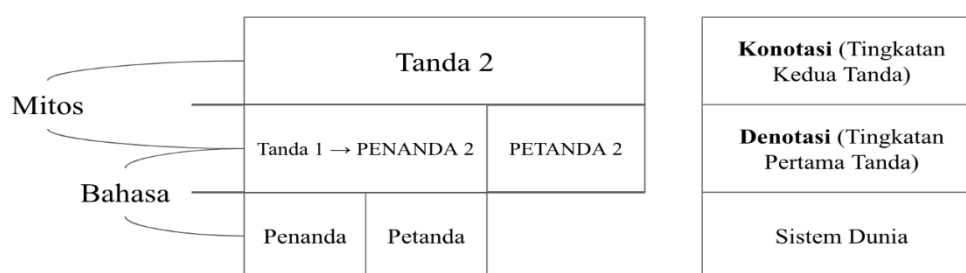 Tanda 2
Konotasi (Tingkatan
Kedua Tanda)
Mitos
Tanda 1 → PENANDA 2
PETANDA 2
Denotasi (Tingkatan
Pertama Tanda)
Bahasa
Penanda
Petanda
Sistem Dunia